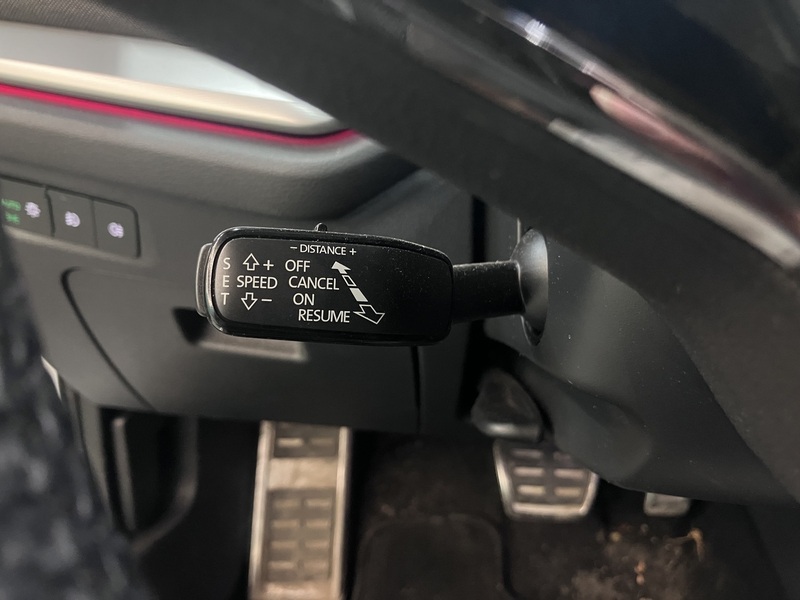 − DISTANCE +
S + OFF
E SPEED CANCEL
T − ON
RESUME